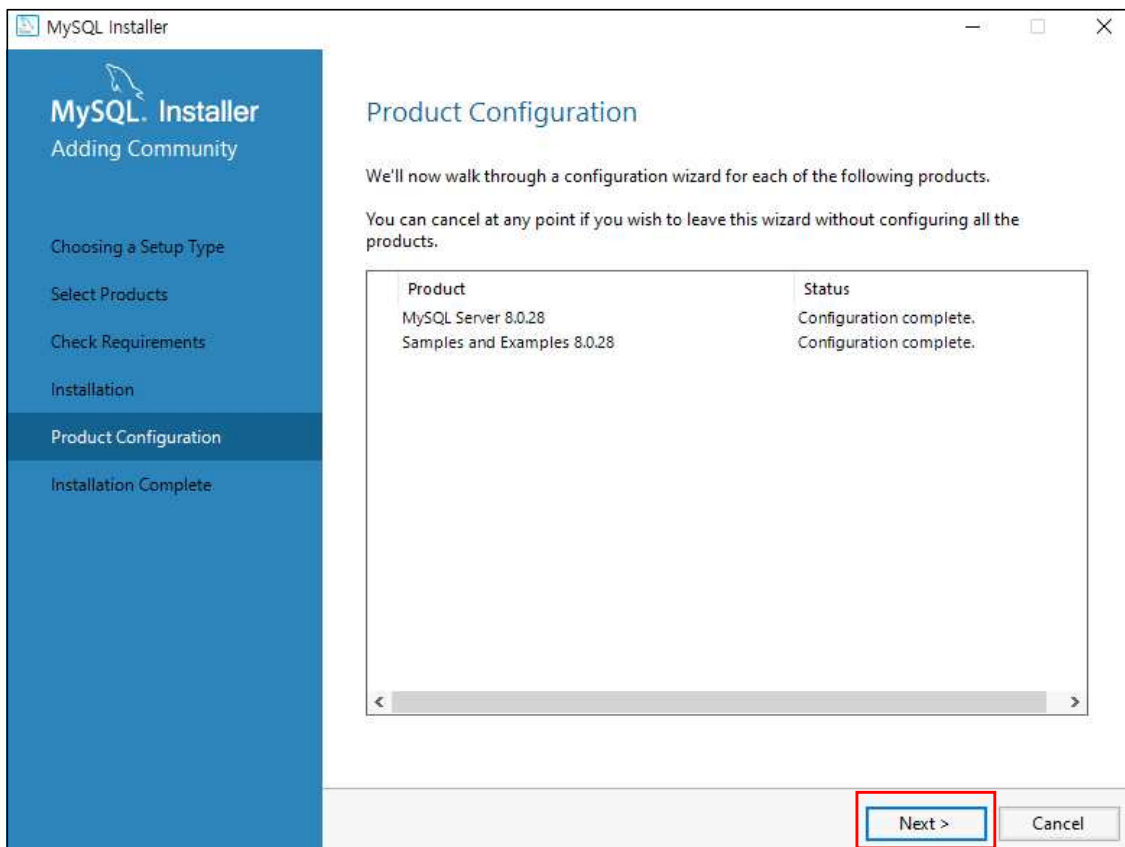 MySQL Installer
MySQL. Installer
Adding Community
Choosing a Setup Type
Select Products
Check Requirements
Installation
Product Configuration
Installation Complete
Product Configuration
We'll now walk through a configuration wizard for each of the following products.
You can cancel at any point if you wish to leave this wizard without configuring all the
products.
Product Status
MySQL Server 8.0.28 Configuration complete.
Samples and Examples 8.0.28 Configuration complete.
Next > Cancel